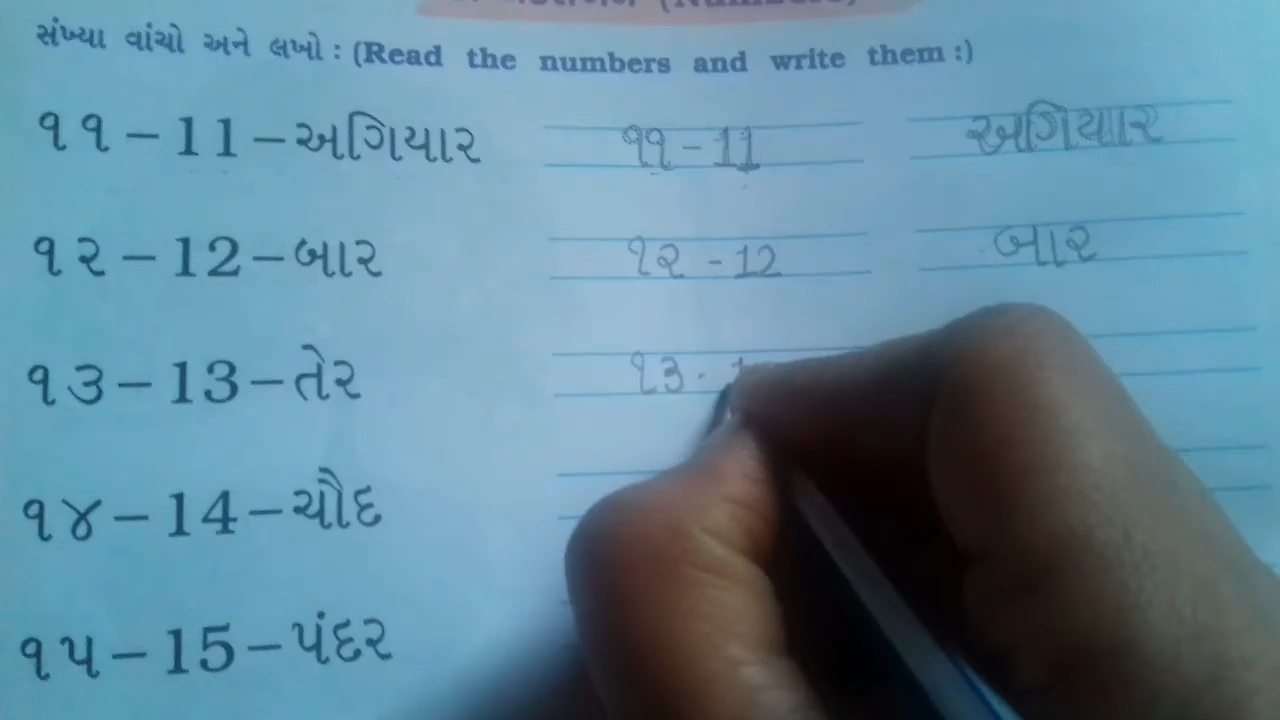 (Numbers)
સંખ્યા વાંચો અને લખો : (Read the numbers and write them :)
૧૧ – 11 – અગિયાર ૧૧ – 11 અગિયાર
૧૨ – 12 – બાર ૧૨ - 12 બાર
૧૩ – 13 – તેર ૧૩ -
૧૪ – 14 – ચૌદ
૧૫ – 15 – પંદર